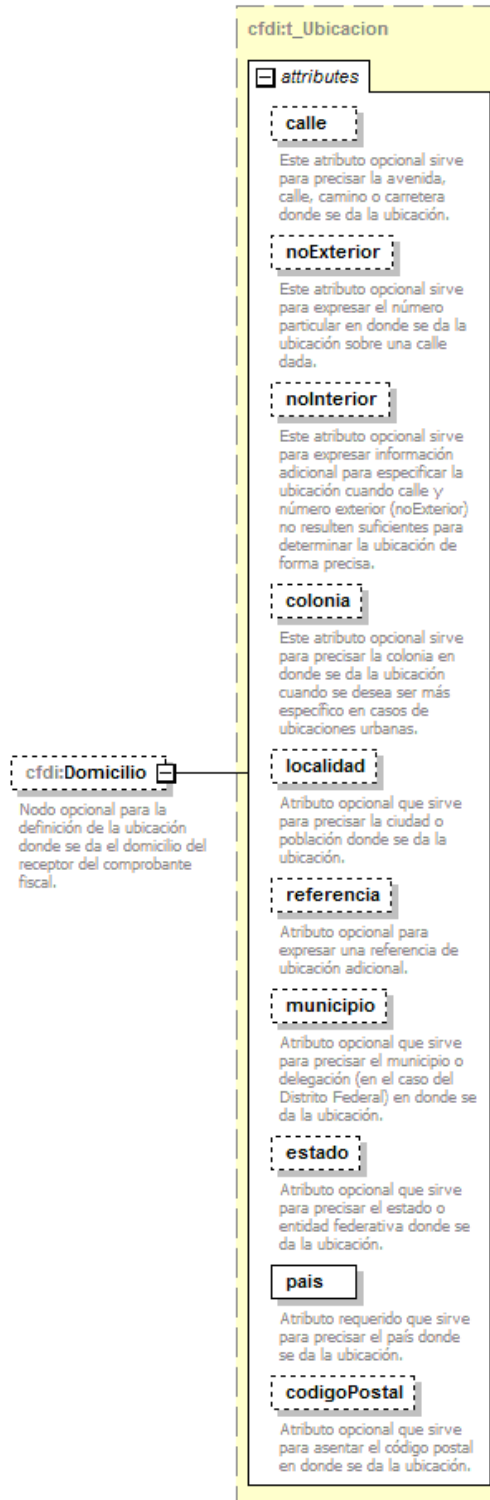 cfdi:t_Ubicacion
attributes
calle
Este atributo opcional sirve
para precisar la avenida,
calle, camino o carretera
donde se da la ubicación.
noExterior
Este atributo opcional sirve
para expresar el número
particular en donde se da la
ubicación sobre una calle
dada.
noInterior
Este atributo opcional sirve
para expresar información
adicional para especificar la
ubicación cuando calle y
número exterior (noExterior)
no resulten suficientes para
determinar la ubicación de
forma precisa.
colonia
Este atributo opcional sirve
para precisar la colonia en
donde se da la ubicación
cuando se desea ser más
específico en casos de
ubicaciones urbanas.
cfdi:Domicilio
Nodo opcional para la
definición de la ubicación
donde se da el domicilio del
receptor del comprobante
fiscal.
localidad
Atributo opcional que sirve
para precisar la ciudad o
población donde se da la
ubicación.
referencia
Atributo opcional para
expresar una referencia de
ubicación adicional.
municipio
Atributo opcional que sirve
para precisar el municipio o
delegación (en el caso del
Distrito Federal) en donde se
da la ubicación.
estado
Atributo opcional que sirve
para precisar el estado o
entidad federativa donde se
da la ubicación.
pais
Atributo requerido que sirve
para precisar el país donde
se da la ubicación.
codigoPostal
Atributo opcional que sirve
para asentar el código postal
en donde se da la ubicación.